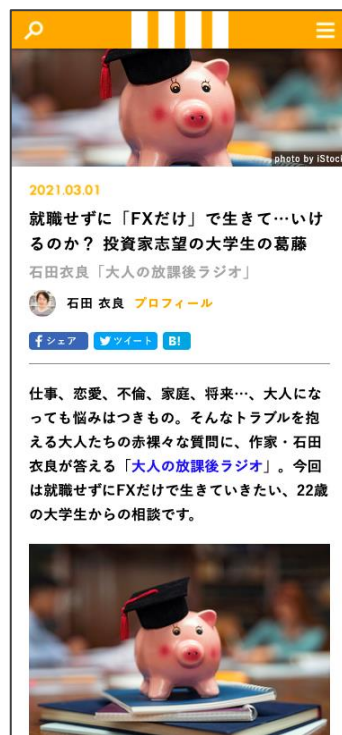 photo by iStock
2021.03.01
就職せずに「FXだけ」で生きて…いけ
るのか? 投資家志望の大学生の葛藤
石田衣良「大人の放課後ラジオ」
石田 衣良 プロフィール
シェア ツイート B!
仕事、恋愛、不倫、家庭、将来…、大人にな
っても悩みはつきもの。そんなトラブルを抱
える大人たちの赤裸々な質問に、作家・石田
衣良が答える「大人の放課後ラジオ」。今回
は就職せずにFXだけで生きていきたい、22歳
の大学生からの相談です。